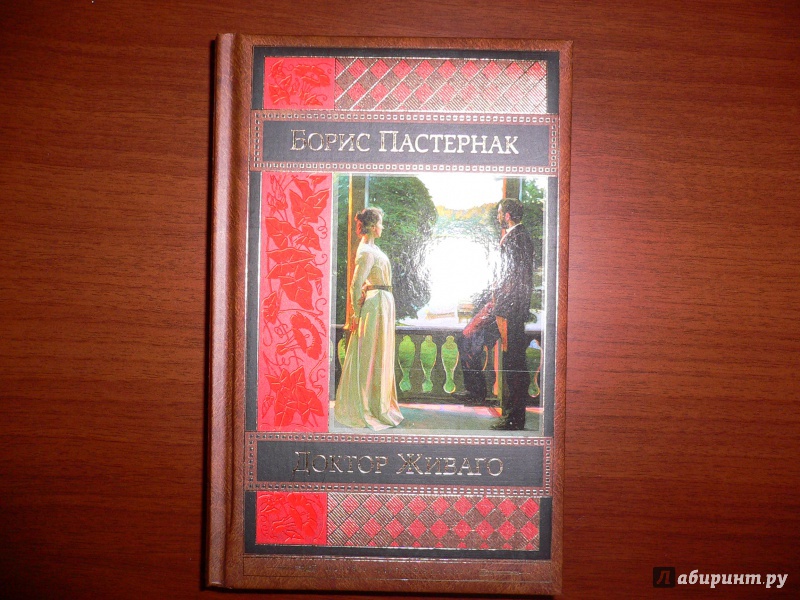 Борис Пастернак
Доктор Живаго
Лабиринт.ру